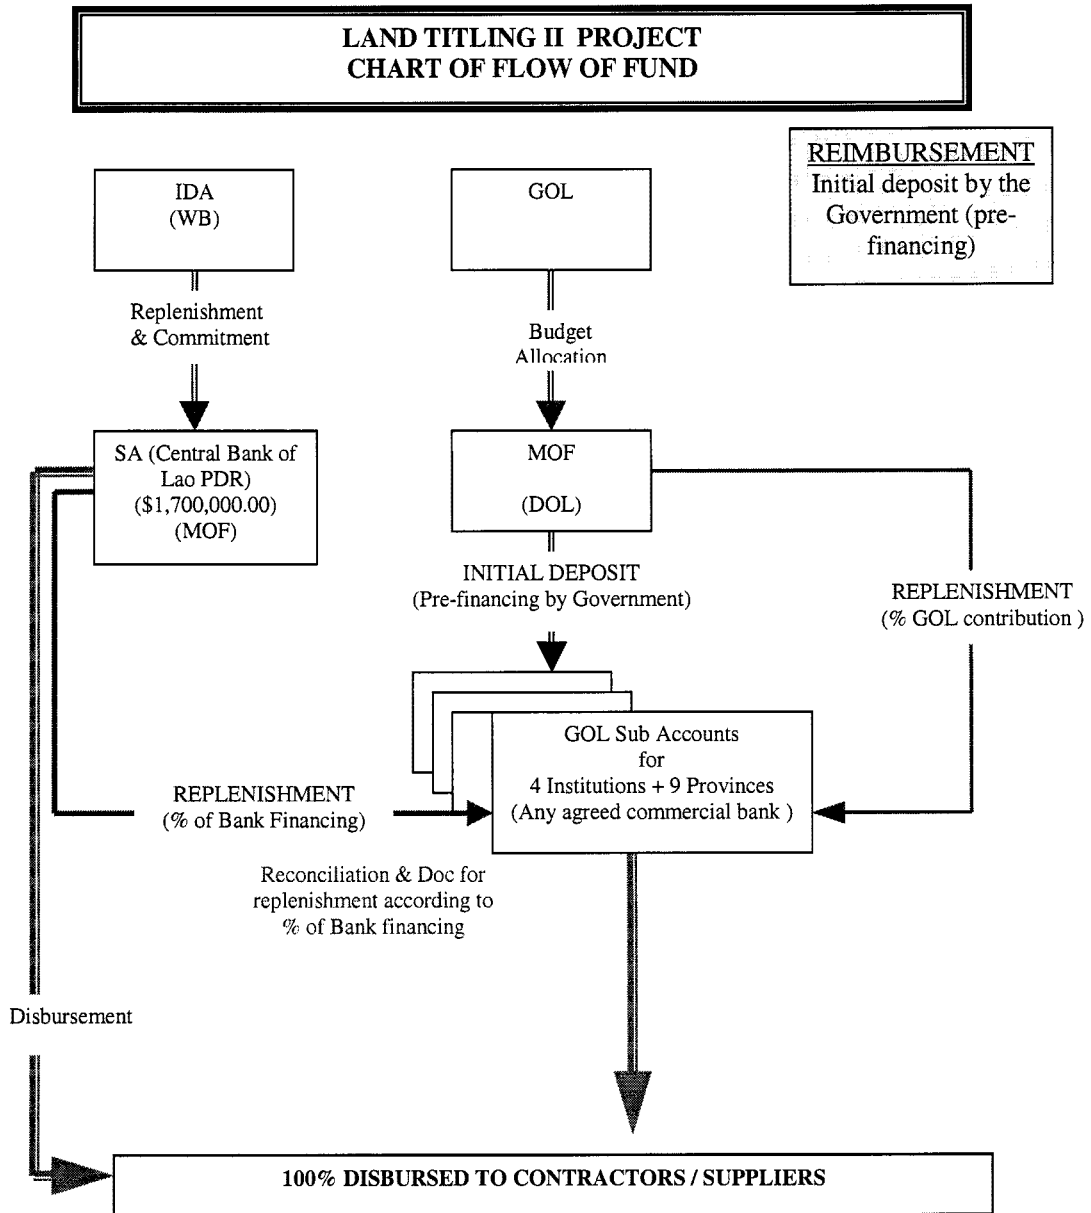 LAND TITLING II PROJECT
CHART OF FLOW OF FUND
REIMBURSEMENT
Initial deposit by the
Government (pre-
financing)
IDA
(WB)
GOL
Replenishment
& Commitment
Budget
Allocation
SA (Central Bank of
Lao PDR)
($1,700,000.00)
(MOF)
MOF
(DOL)
INITIAL DEPOSIT
(Pre-financing by Government)
REPLENISHMENT
(% GOL contribution )
GOL Sub Accounts
for
4 Institutions + 9 Provinces
(Any agreed commercial bank )
REPLENISHMENT
(% of Bank Financing)
Reconciliation & Doc for
replenishment according to
% of Bank financing
Disbursement
100% DISBURSED TO CONTRACTORS / SUPPLIERS